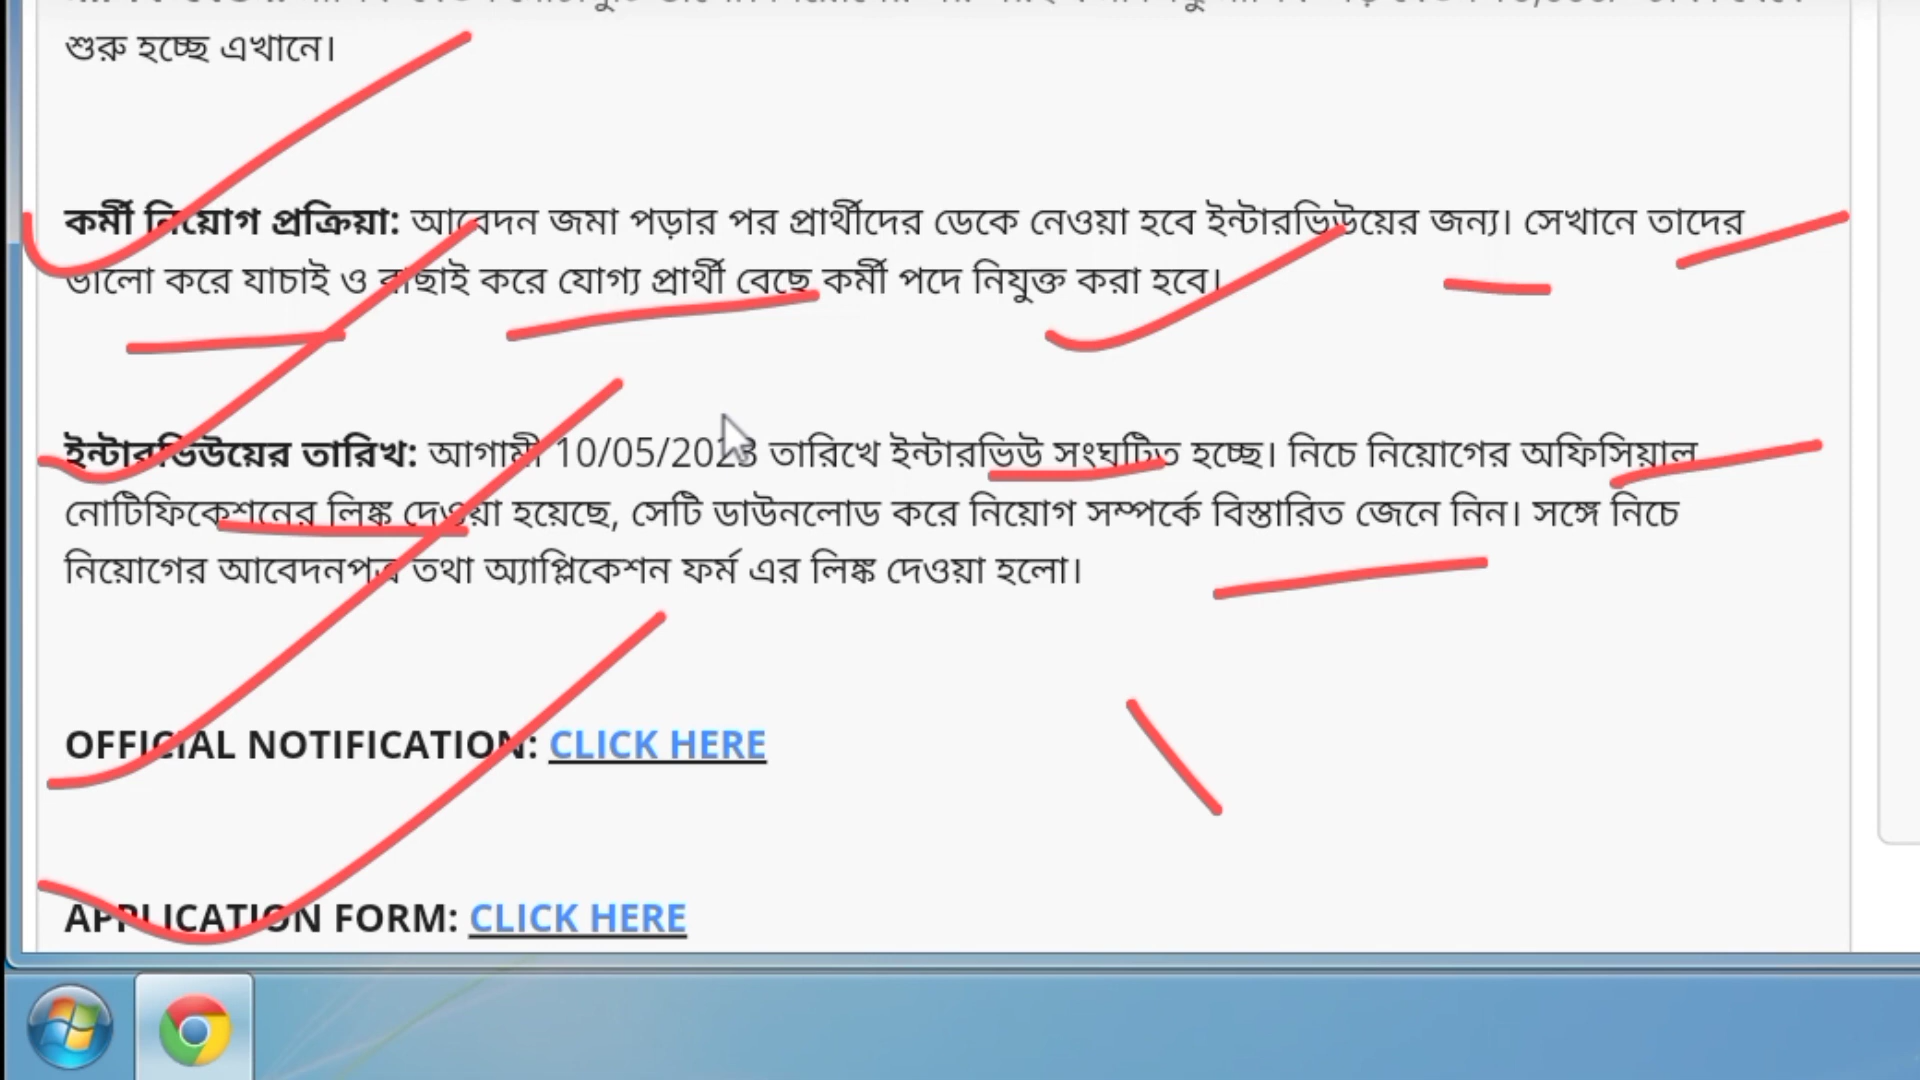 শুরু হচ্ছে এখানে।
কর্মী নিয়োগ প্রক্রিয়া: আবেদন জমা পড়ার পর প্রার্থীদের ডেকে নেওয়া হবে ইন্টারভিউয়ের জন্য। সেখানে তাদের
ভালো করে যাচাই ও বাছাই করে যোগ্য প্রার্থী বেছে কর্মী পদে নিযুক্ত করা হবে।
ইন্টারভিউয়ের তারিখ: আগামী 10/05/2023 তারিখে ইন্টারভিউ সংঘটিত হচ্ছে। নিচে নিয়োগের অফিসিয়াল
নোটিফিকেশনের লিঙ্ক দেওয়া হয়েছে, সেটি ডাউনলোড করে নিয়োগ সম্পর্কে বিস্তারিত জেনে নিন। সঙ্গে নিচে
নিয়োগের আবেদনপত্র তথা অ্যাপ্লিকেশন ফর্ম এর লিঙ্ক দেওয়া হলো।
OFFICIAL NOTIFICATION: CLICK HERE
APPLICATION FORM: CLICK HERE